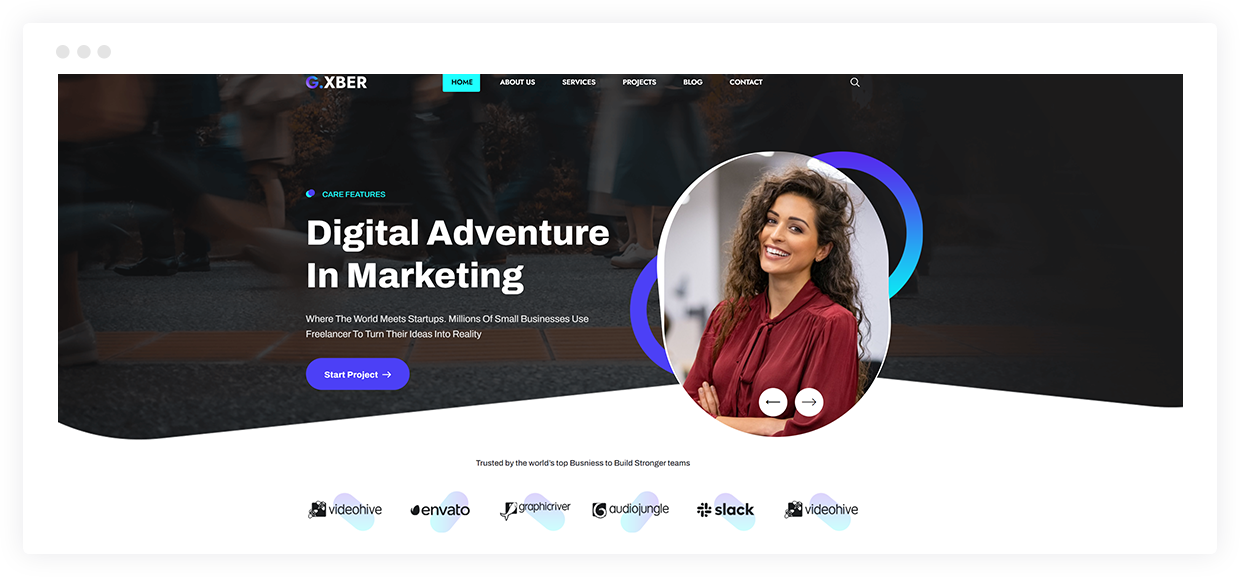 G.XBER
HOME ABOUT US SERVICES PROJECTS BLOG CONTACT
CARE FEATURES
Digital Adventure
In Marketing
Where The World Meets Startups. Millions Of Small Businesses Use
Freelancer To Turn Their Ideas Into Reality
Start Project
Trusted by the world's top Busniess to Build Stronger teams
videohive envato graphicriver audiojungle slack videohive